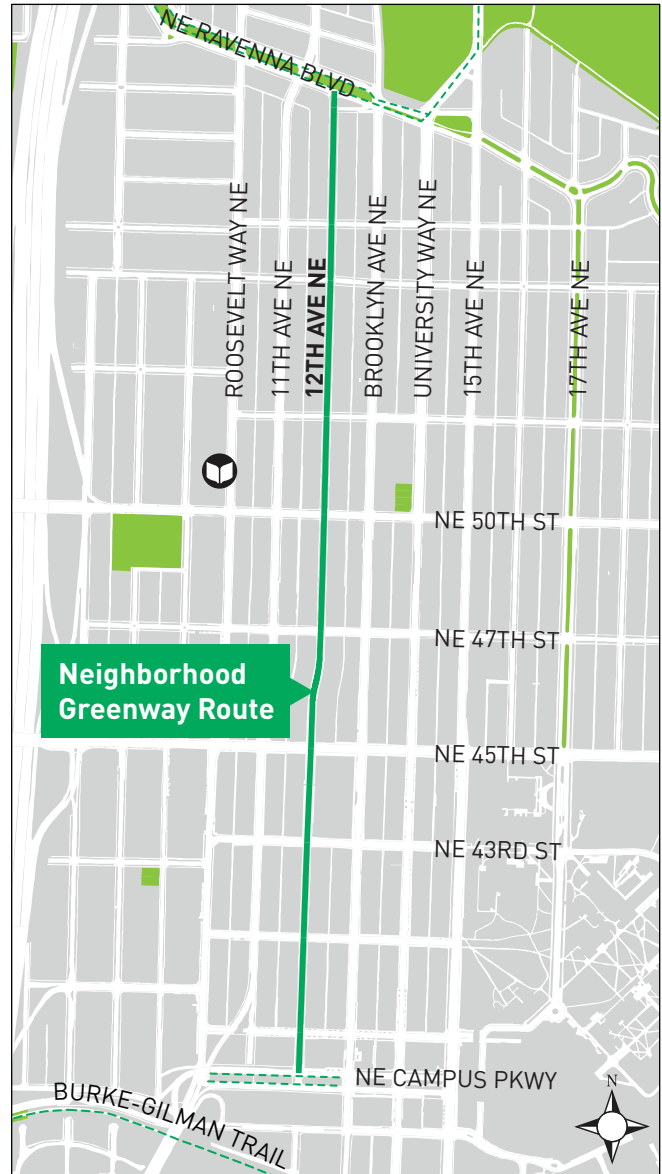 NE RAVENNA BLVD
ROOSEVELT WAY NE
11TH AVE NE
12TH AVE NE
BROOKLYN AVE NE
UNIVERSITY WAY NE
15TH AVE NE
17TH AVE NE
NE 50TH ST
NE 47TH ST
Neighborhood
Greenway Route
NE 45TH ST
NE 43RD ST
NE CAMPUS PKWY
BURKE-GILMAN TRAIL
N